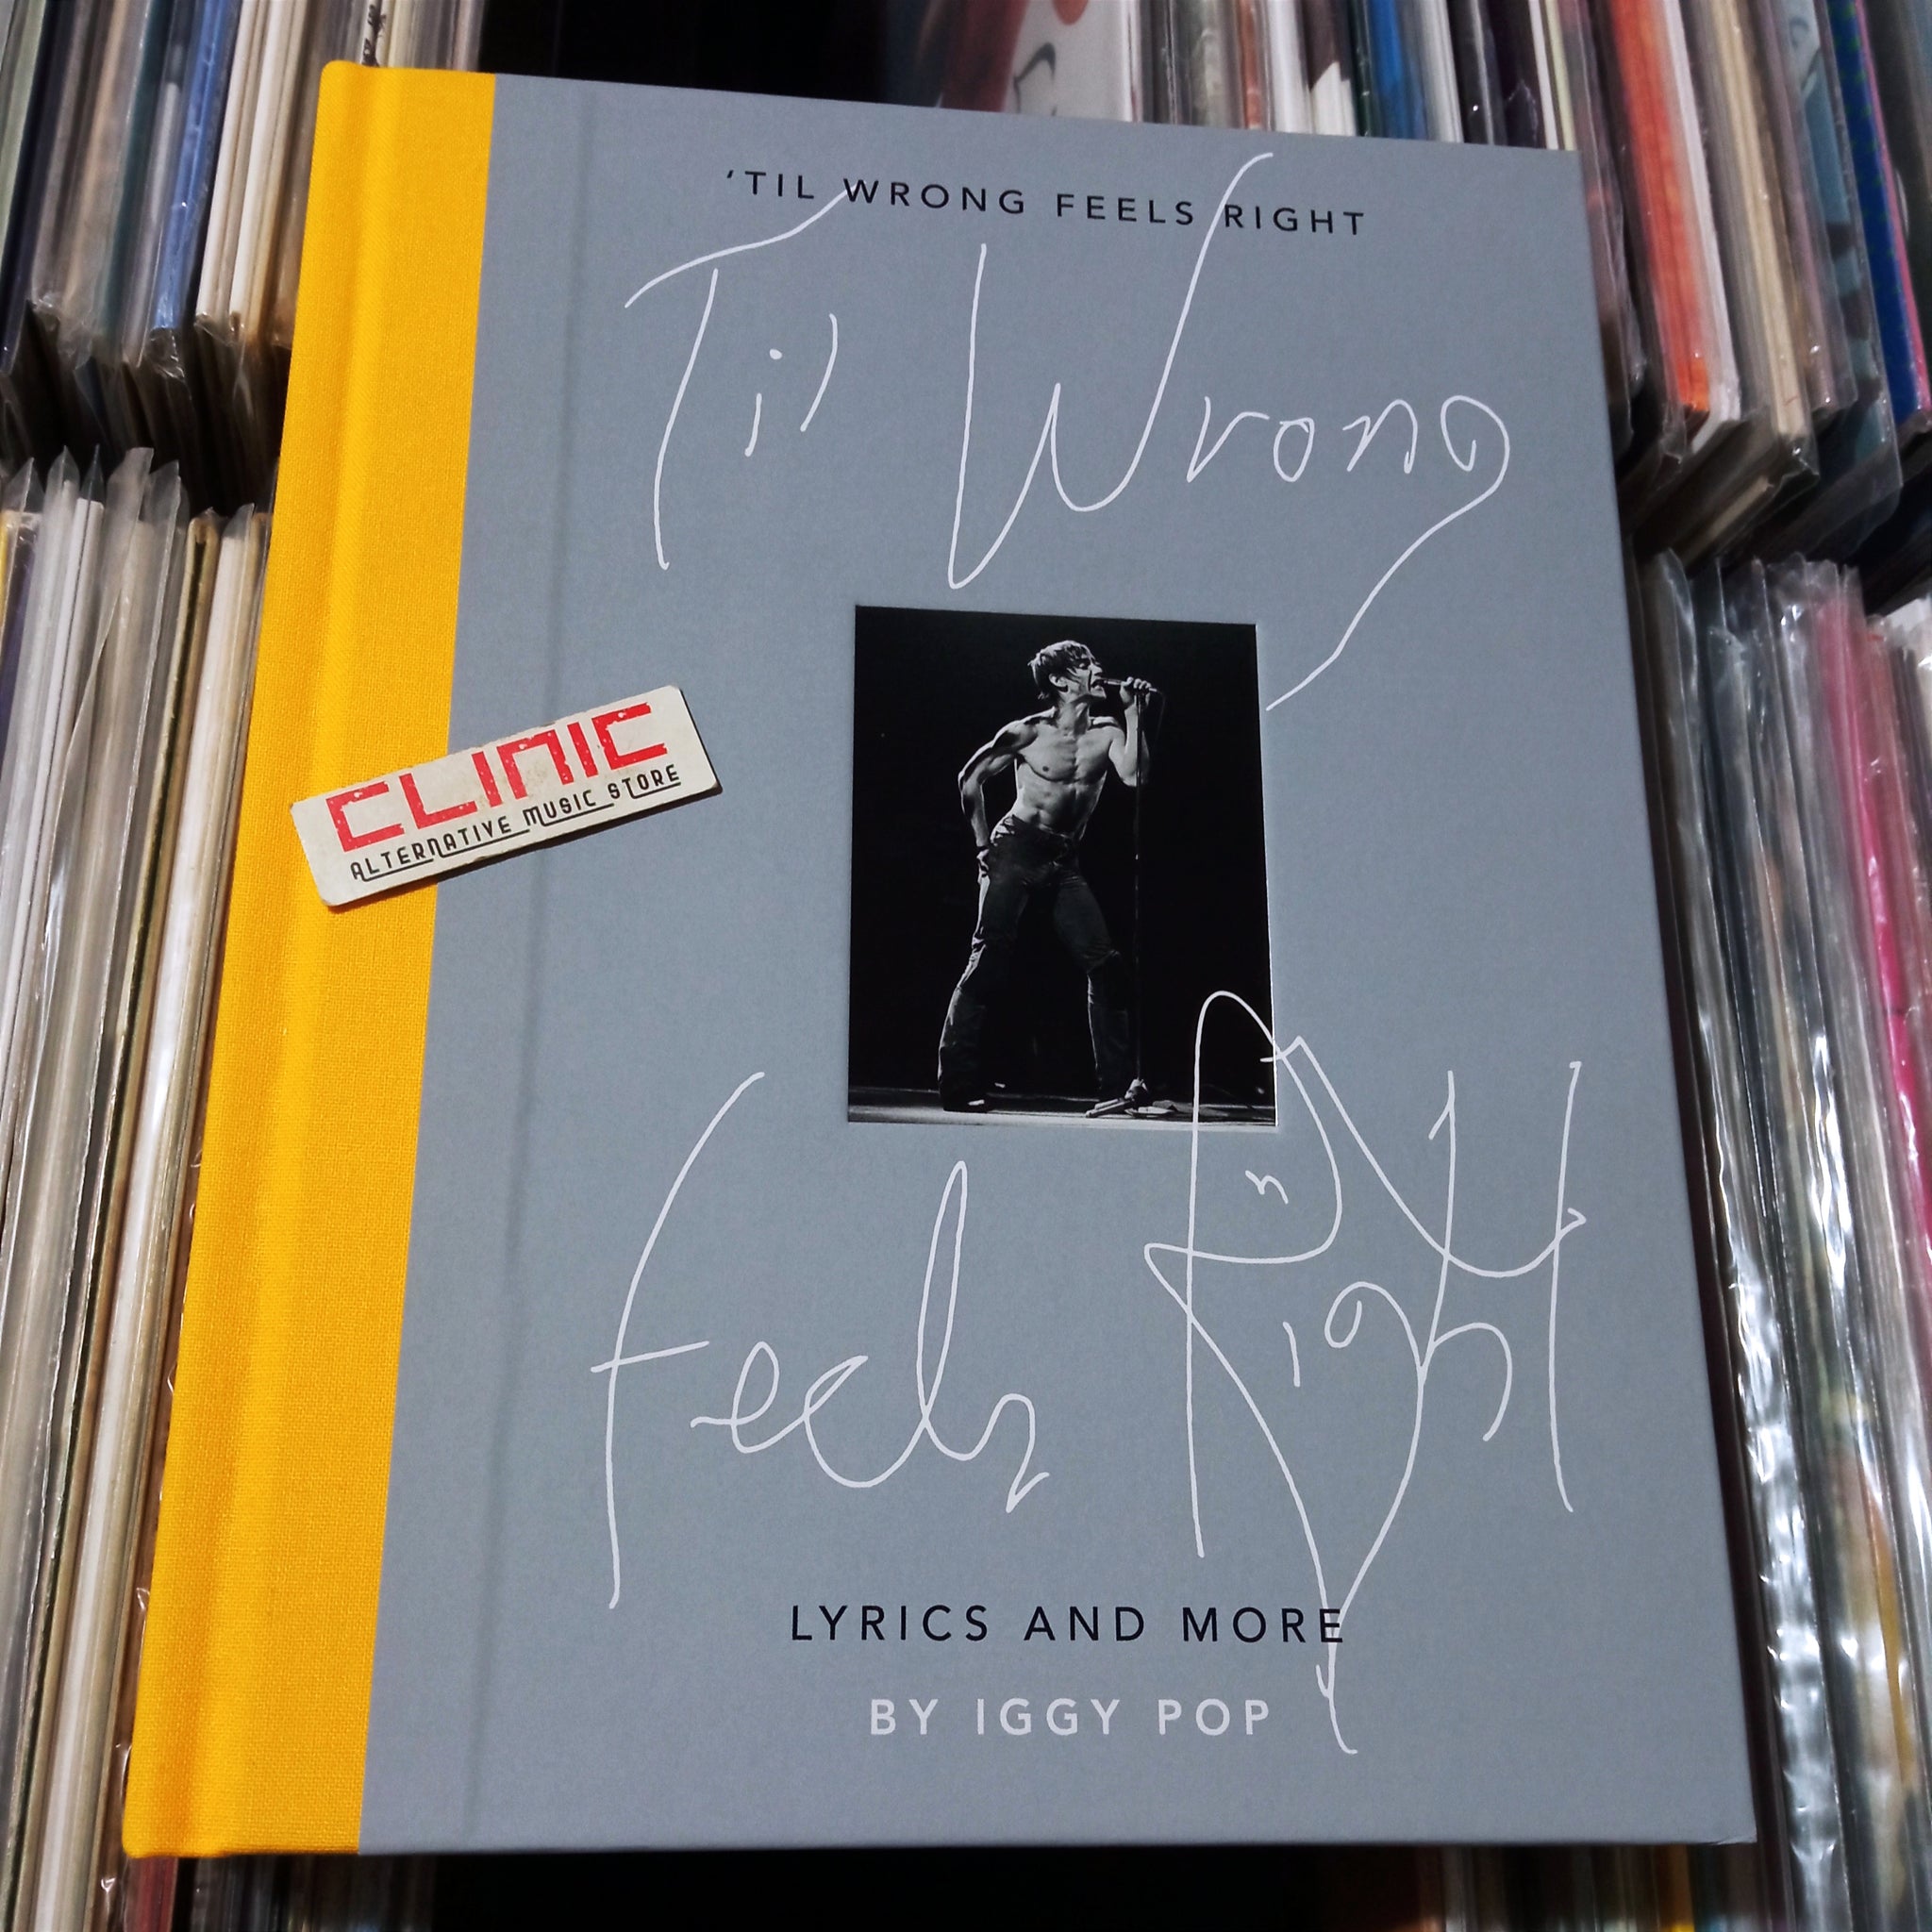 'TIL WRONG FEELS RIGHT
Til Wrong
CLINIC
ALTERNATIVE MUSIC STORE
Feels Right
LYRICS AND MORE
BY IGGY POP